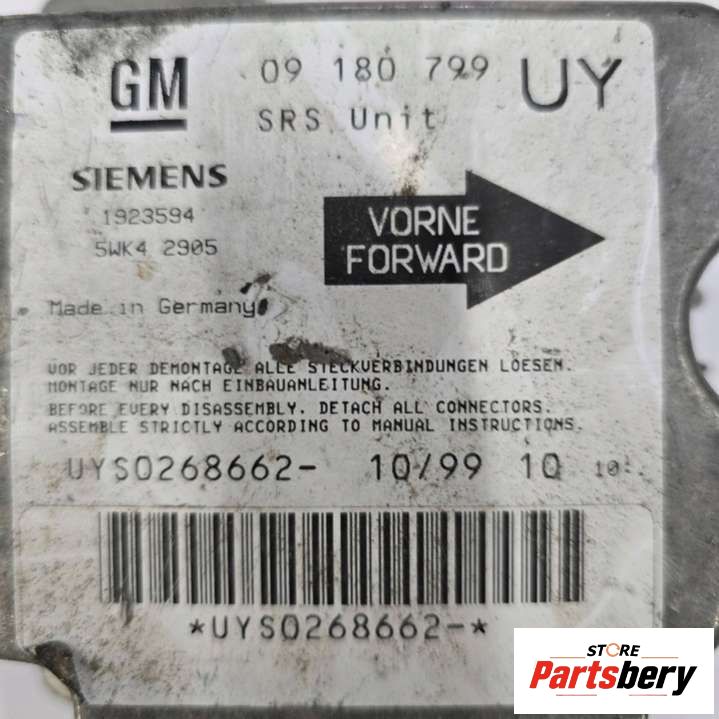 GM 09 180 799 UY
SRS Unit
SIEMENS
1923594
5WK4 2905
VORNE
FORWARD
Made in Germany
VOR JEDER DEMONTAGE ALLE STECKVERBINDUNGEN LOESEN.
MONTAGE NUR NACH EINBAUANLEITUNG.
BEFORE EVERY DISASSEMBLY, DETACH ALL CONNECTORS.
ASSEMBLE STRICTLY ACCORDING TO MANUAL INSTRUCTIONS.
UYS0268662- 10/99 10 10
*UYS0268662-*
STORE
Partsbery